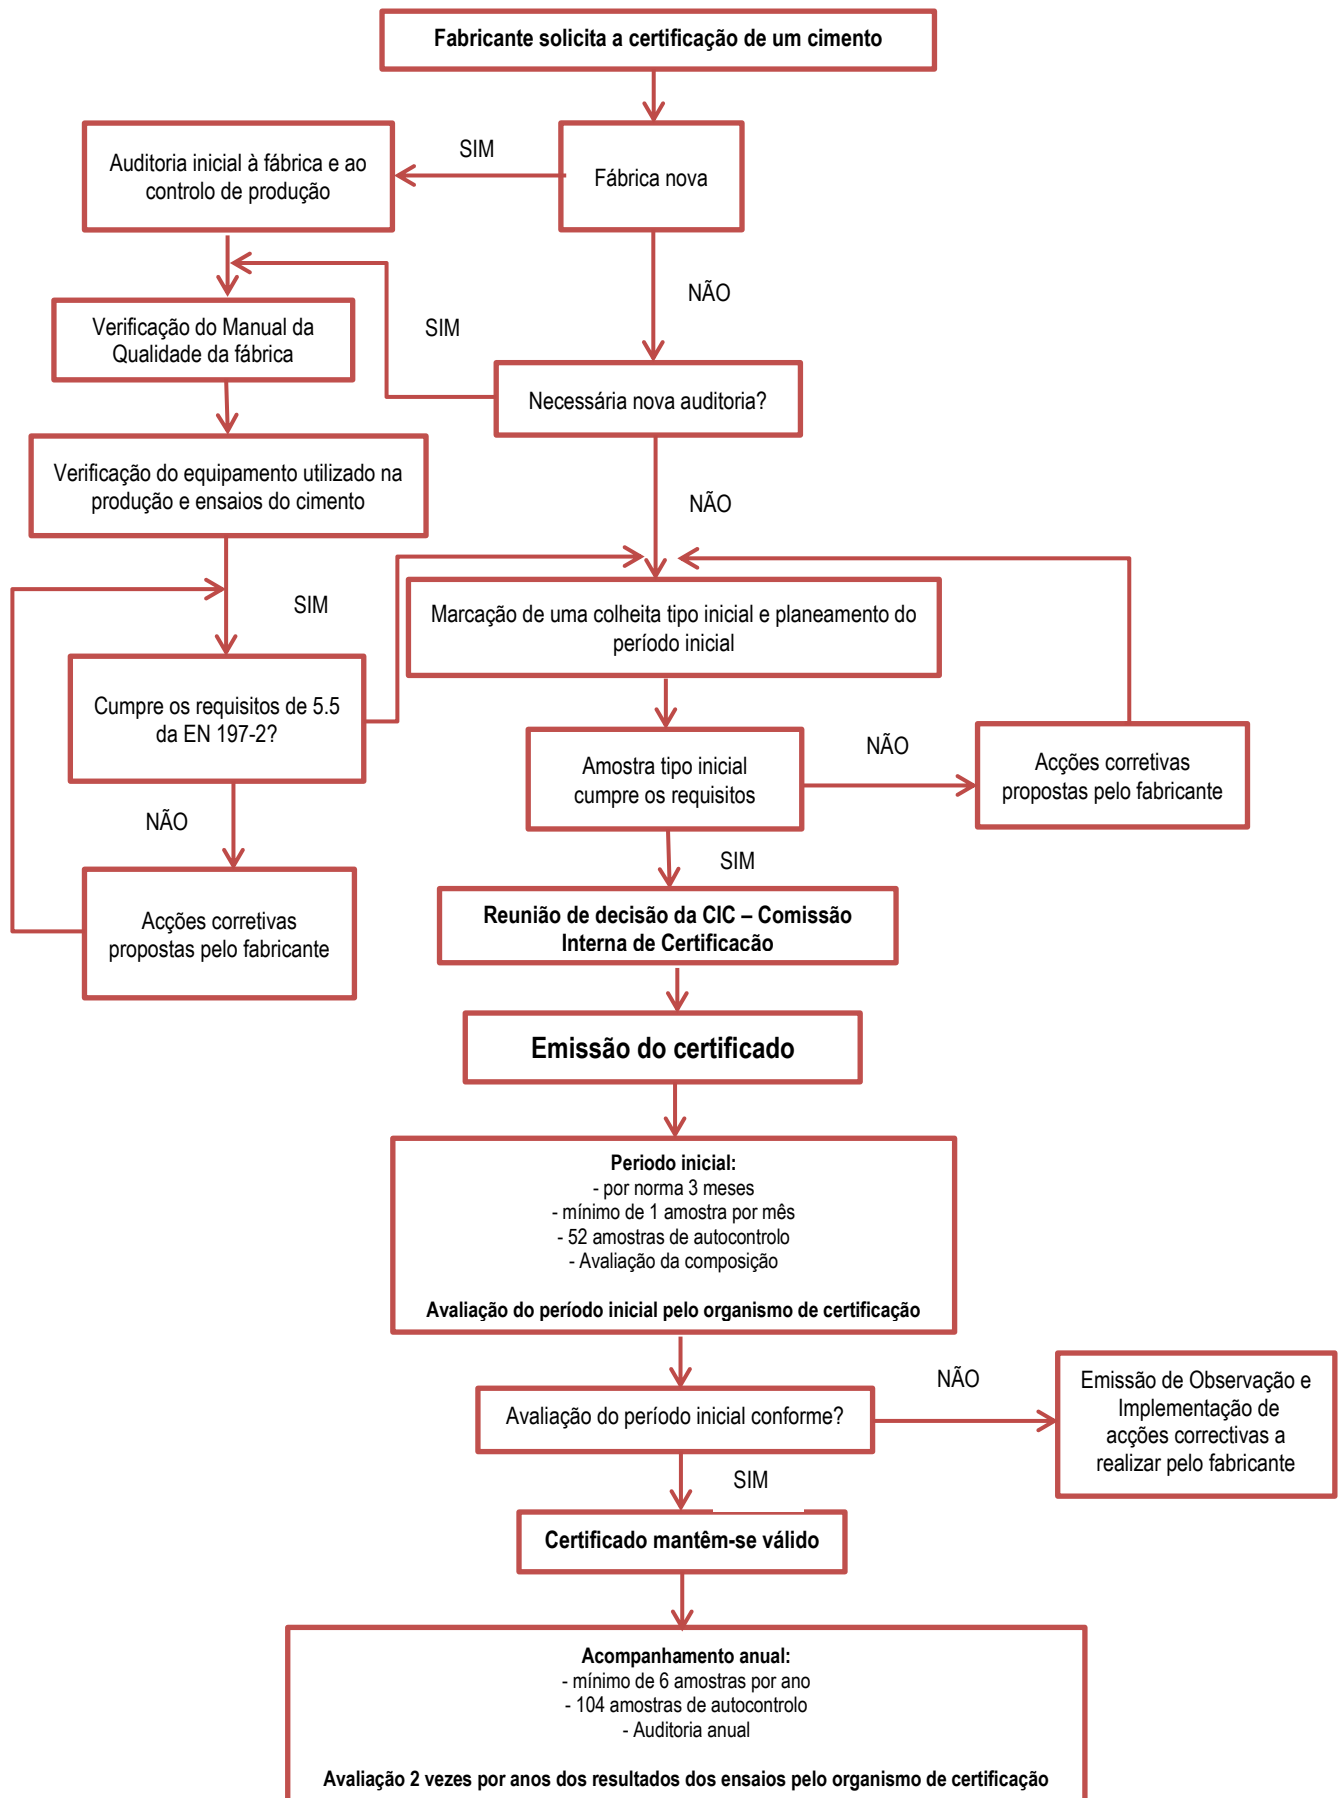 Fabricante solicita a certificação de um cimento
SIM
Auditoria inicial à fábrica e ao
controlo de produção
Fábrica nova
NÃO
SIM
Verificação do Manual da
Qualidade da fábrica
Necessária nova auditoria?
Verificação do equipamento utilizado na
produção e ensaios do cimento
NÃO
SIM
Marcação de uma colheita tipo inicial e planeamento do
período inicial
Cumpre os requisitos de 5.5
da EN 197-2?
NÃO
Amostra tipo inicial
cumpre os requisitos
Acções corretivas
propostas pelo fabricante
NÃO
SIM
Acções corretivas
propostas pelo fabricante
Reunião de decisão da CIC – Comissão
Interna de Certificacão
Emissão do certificado
Periodo inicial:
- por norma 3 meses
- mínimo de 1 amostra por mês
- 52 amostras de autocontrolo
- Avaliação da composição
Avaliação do período inicial pelo organismo de certificação
NÃO
Avaliação do período inicial conforme?
Emissão de Observação e
Implementação de
acções correctivas a
realizar pelo fabricante
SIM
Certificado mantêm-se válido
Acompanhamento anual:
- mínimo de 6 amostras por ano
- 104 amostras de autocontrolo
- Auditoria anual
Avaliação 2 vezes por anos dos resultados dos ensaios pelo organismo de certificação